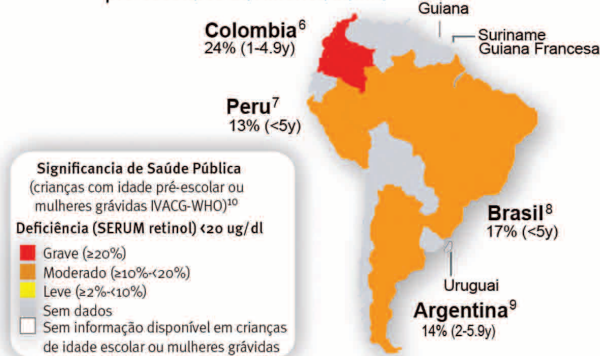 Guiana
Suriname
Guiana Francesa
Colombia⁶
24% (1-4.9y)
Peru⁷
13% (<5y)
Significancia de Saúde Pública
(crianças com idade pré-escolar ou
mulheres grávidas IVACG-WHO)¹⁰
Deficiência (SERUM retinol) <20 ug/dl
Grave (≥20%)
Moderado (≥10%-<20%)
Leve (≥2%-<10%)
Sem dados
Sem informação disponível em crianças
de idade escolar ou mulheres grávidas
Brasil⁸
17% (<5y)
Uruguai
Argentina⁹
14% (2-5.9y)